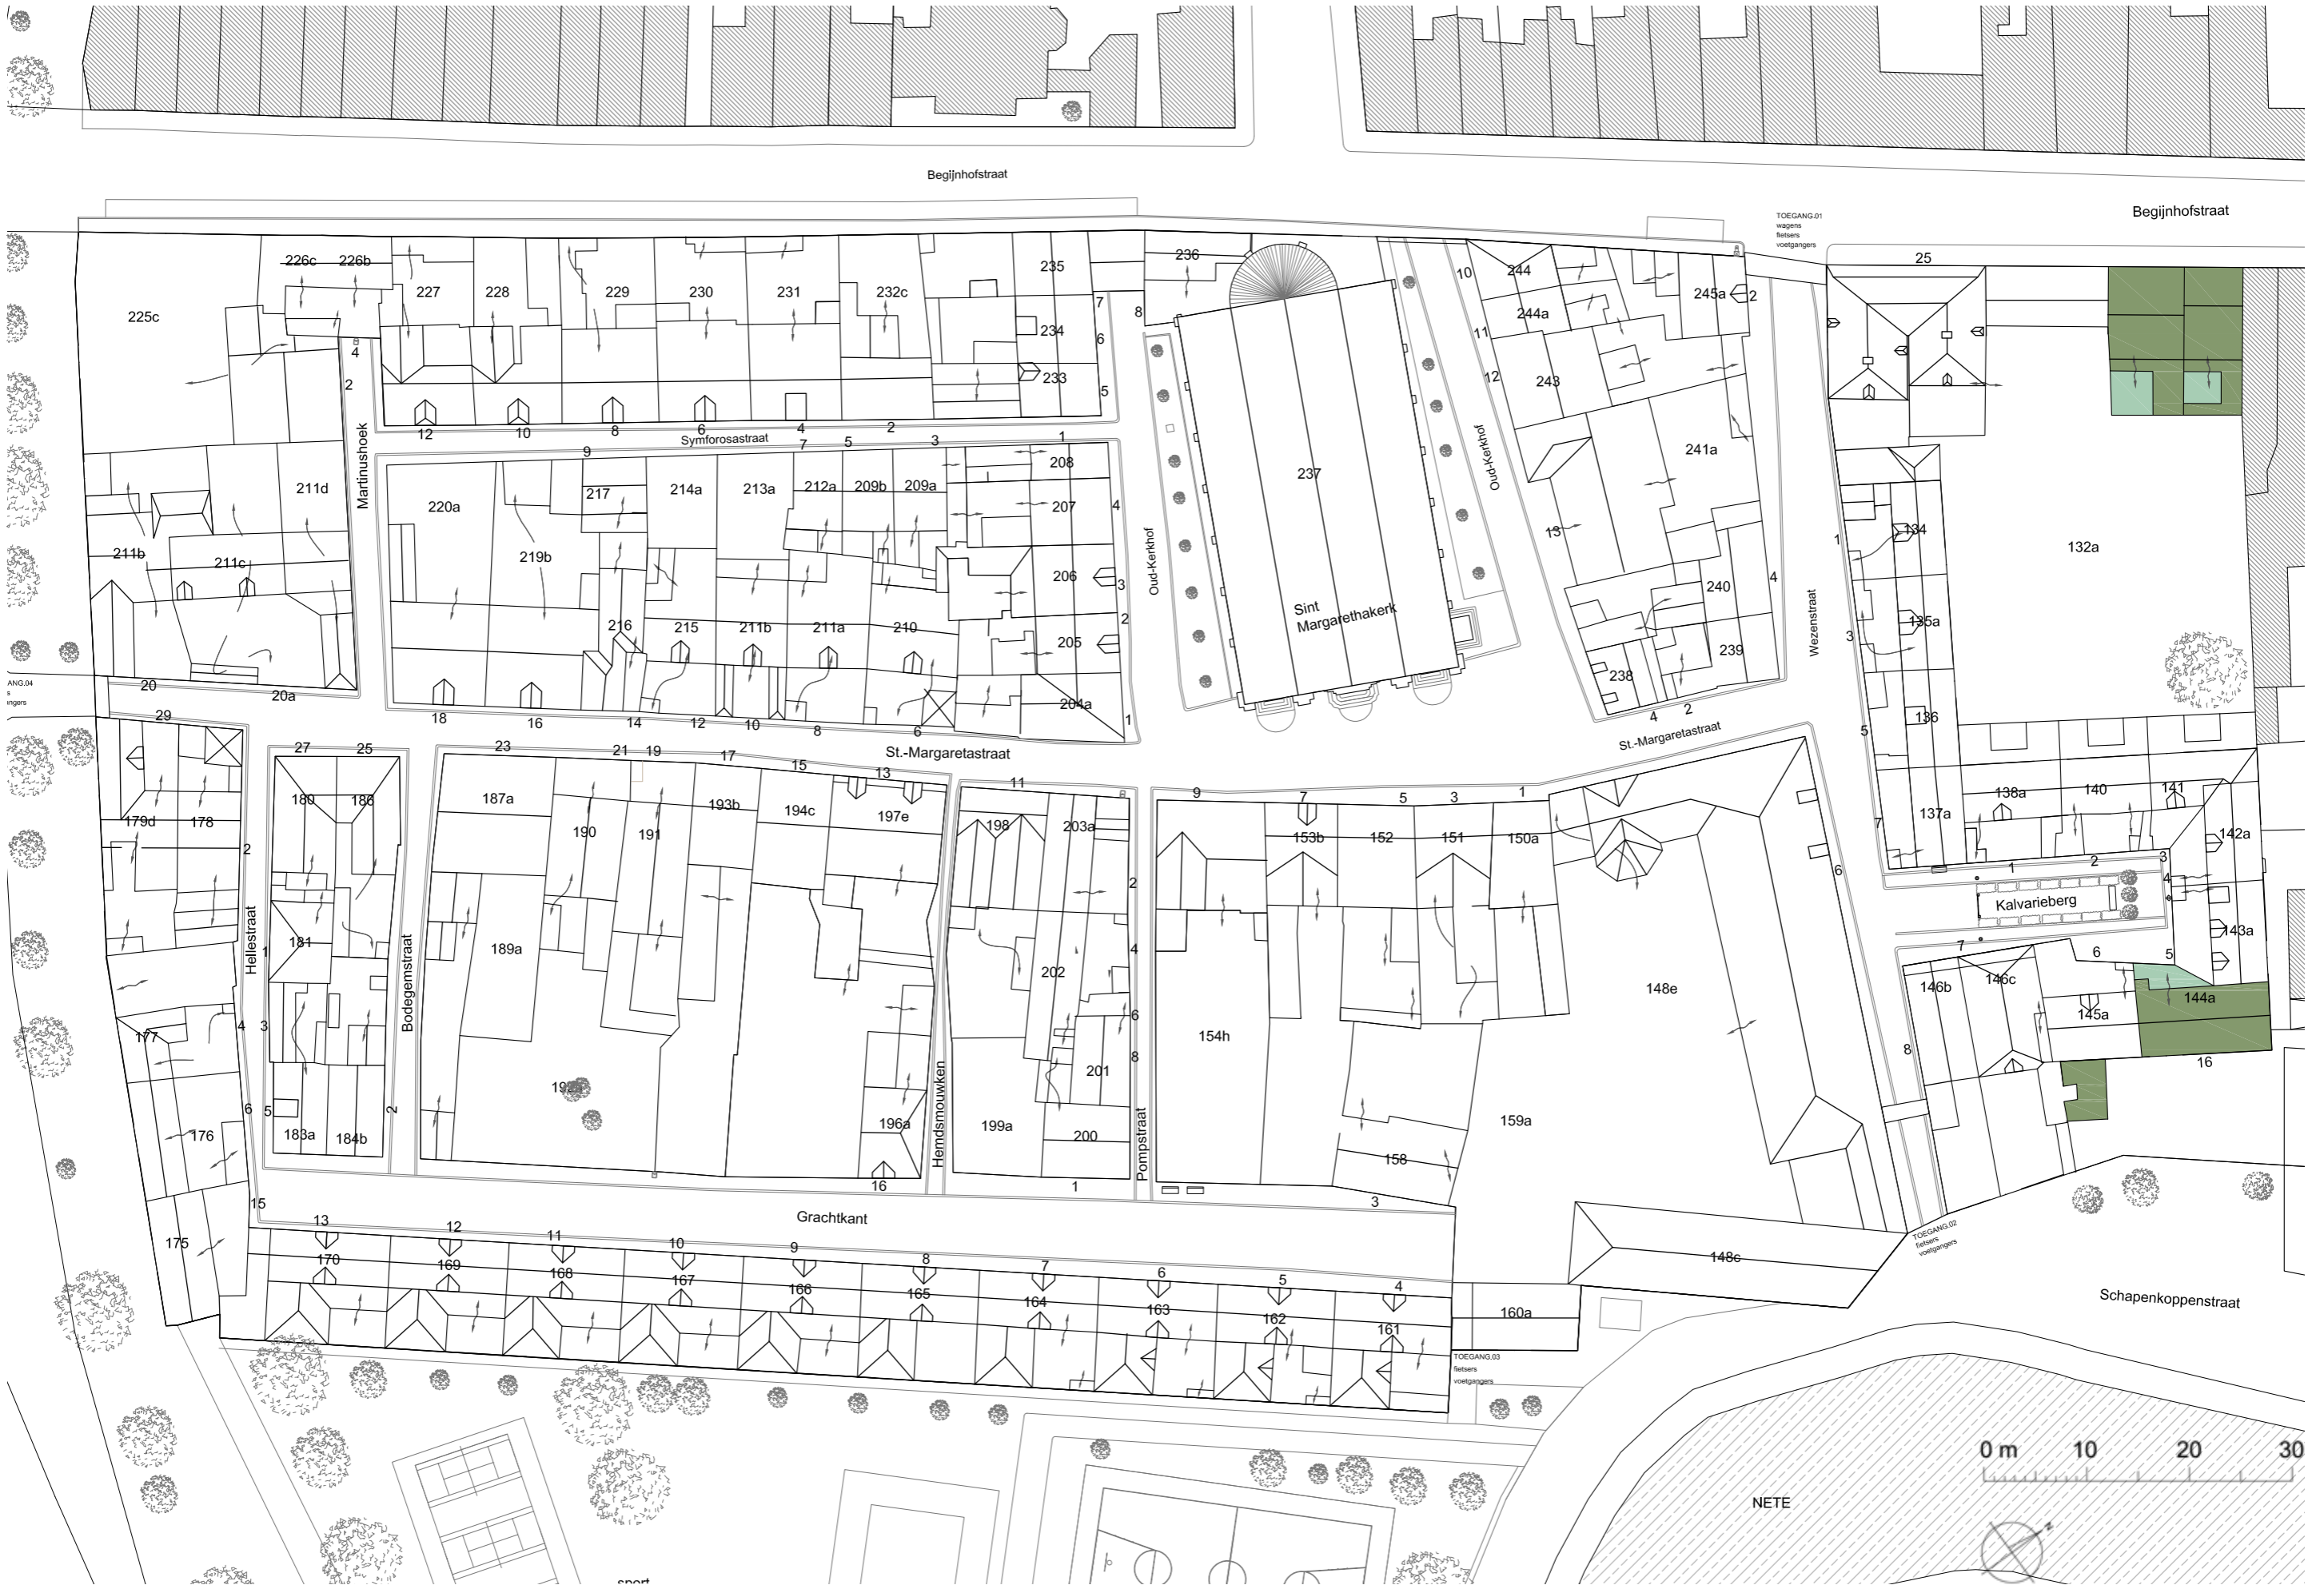 Begijnhofstraat
Begijnhofstraat
TOEGANG.01
wagens
fietsers
voetgangers
25
225c
226c
226b
227
228
229
230
231
232c
235
234
233
7
6
5
8
236
10
11
12
13
244
244a
243
245a
2
241a
4
2
12
10
8
6
4
2
Symforosastraat
Martinushoek
9
7
5
3
1
211d
211b
211c
220a
219b
217
216
214a
213a
212a
209b
209a
208
207
206
205
204a
4
3
2
1
215
211b
211a
210
Oud-Kerkhof
237
Sint
Margarethakerk
Oud-Kerkhof
238
240
239
4
4
2
Wezenstraat
1
3
5
7
134
135a
136
137a
132a
138a
140
141
142a
143a
1
2
3
4
Kalvarieberg
7
6
5
146b
146c
145a
144a
16
8
20
20a
18
16
14
12
10
8
6
ANG.04
s
ngers
St.-Margaretastraat
St.-Margaretastraat
29
27
25
23
21
19
17
15
13
11
9
7
5
3
1
179d
178
2
180
186
181
1
3
5
4
6
15
Hellestraat
Bodegemstraat
2
177
176
175
183a
184b
187a
190
191
193b
194c
197e
189a
196a
16
Hemdsmouwken
198
203a
202
201
200
199a
1
2
4
6
8
Pompstraat
153b
152
151
150a
154h
148e
159a
158
3
6
148c
160a
Grachtkant
13
12
11
10
9
8
7
6
5
4
170
169
168
167
166
165
164
163
162
161
TOEGANG.02
fietsers
voetgangers
TOEGANG.03
fietsers
voetgangers
Schapenkoppenstraat
NETE
0 m
10
20
30
N
sport